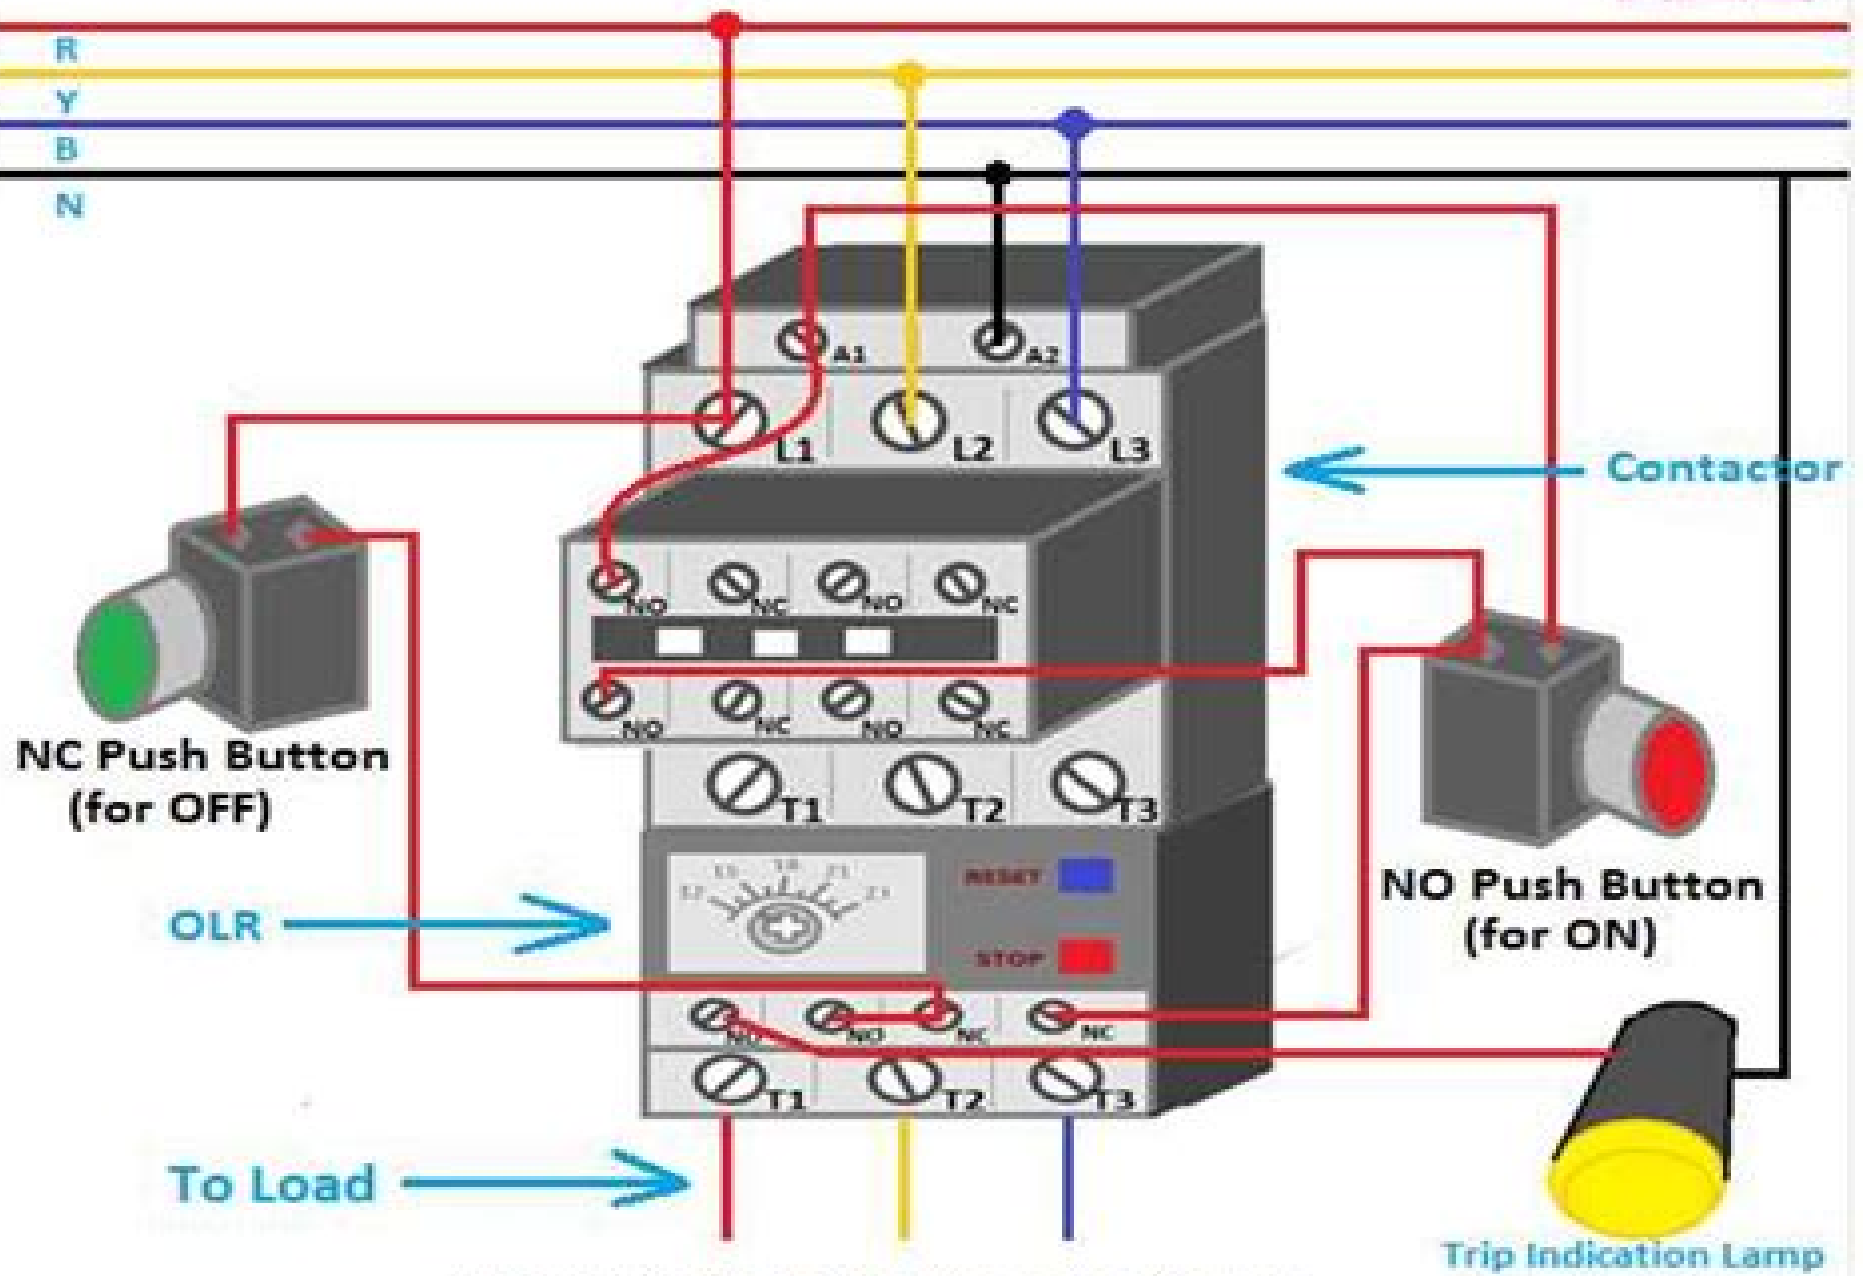 R
Y
B
N
A1 A2
L1 L2 L3
Contactor
NO NC NO NC
NO NC NO NC
NC Push Button
(for OFF)
T1 T2 T3
RESET
NO Push Button
(for ON)
OLR
STOP
NO NO NC NC
T1 T2 T3
To Load
Trip Indication Lamp